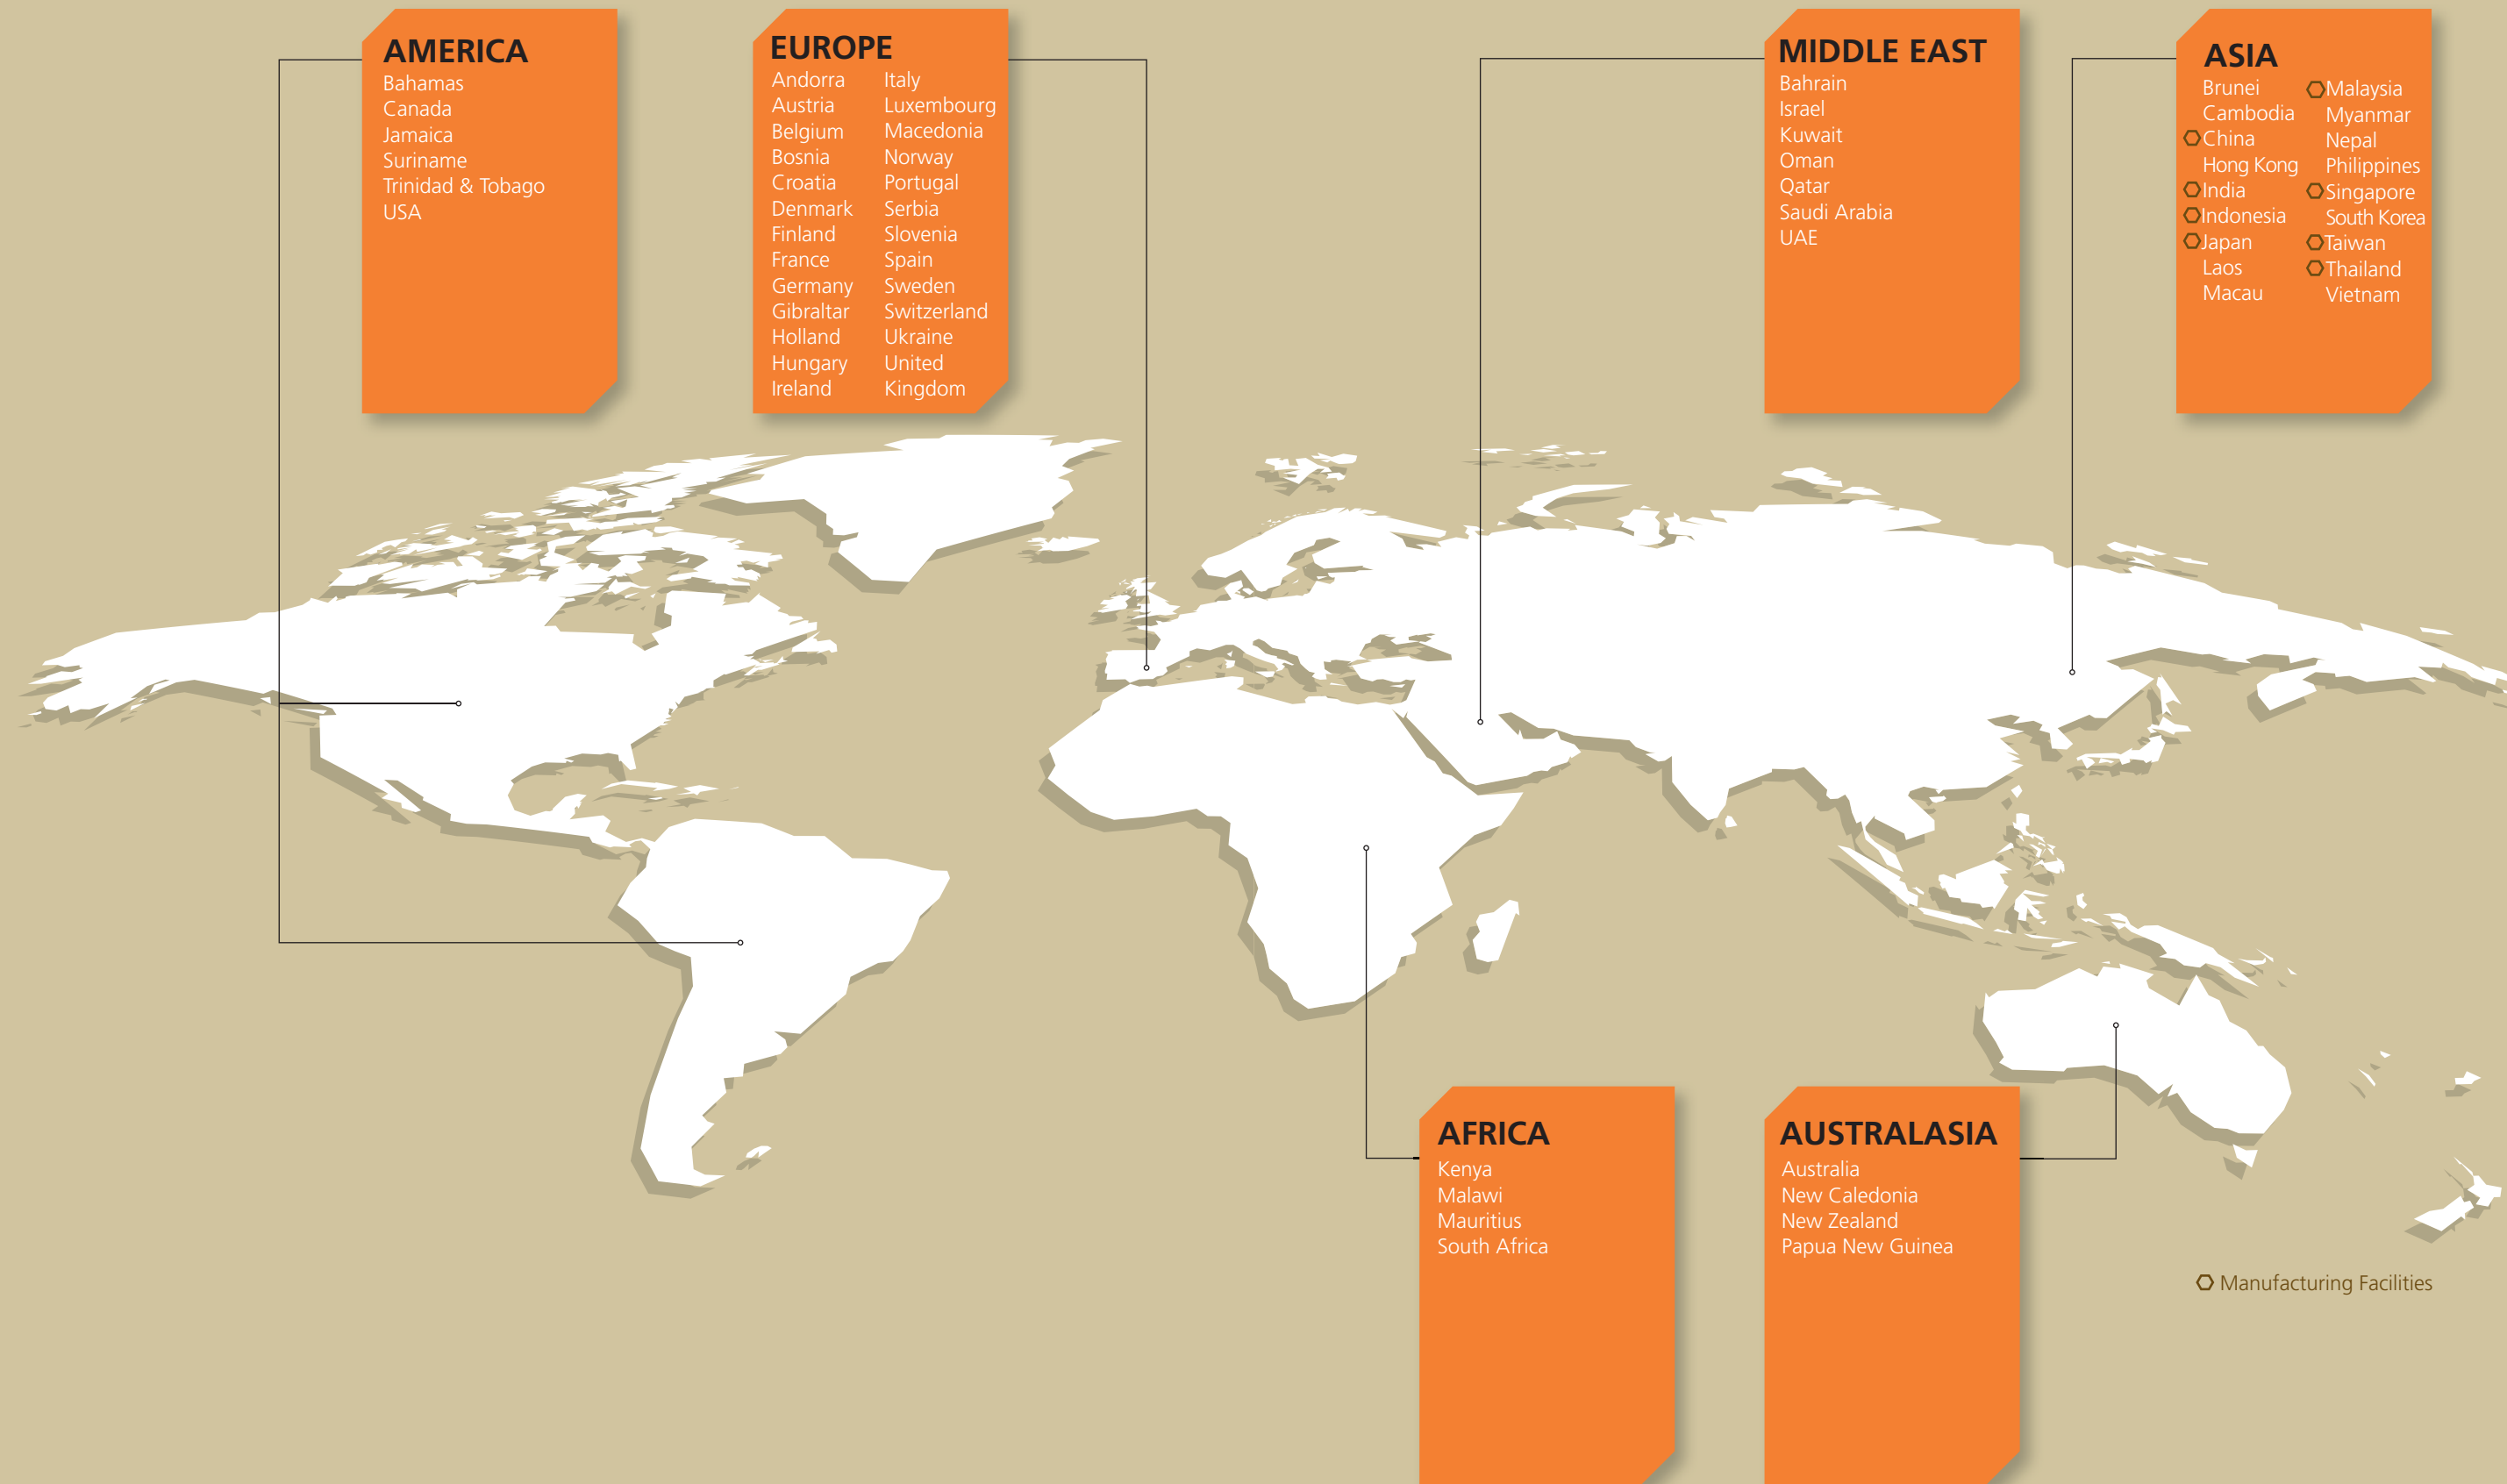 AMERICA
Bahamas
Canada
Jamaica
Suriname
Trinidad & Tobago
USA
EUROPE
Andorra
Austria
Belgium
Bosnia
Croatia
Denmark
Finland
France
Germany
Gibraltar
Holland
Hungary
Ireland
Italy
Luxembourg
Macedonia
Norway
Portugal
Serbia
Slovenia
Spain
Sweden
Switzerland
Ukraine
United
Kingdom
MIDDLE EAST
Bahrain
Israel
Kuwait
Oman
Qatar
Saudi Arabia
UAE
ASIA
Brunei
Cambodia
China
Hong Kong
India
Indonesia
Japan
Laos
Macau
Malaysia
Myanmar
Nepal
Philippines
Singapore
South Korea
Taiwan
Thailand
Vietnam
AFRICA
Kenya
Malawi
Mauritius
South Africa
AUSTRALASIA
Australia
New Caledonia
New Zealand
Papua New Guinea
Manufacturing Facilities